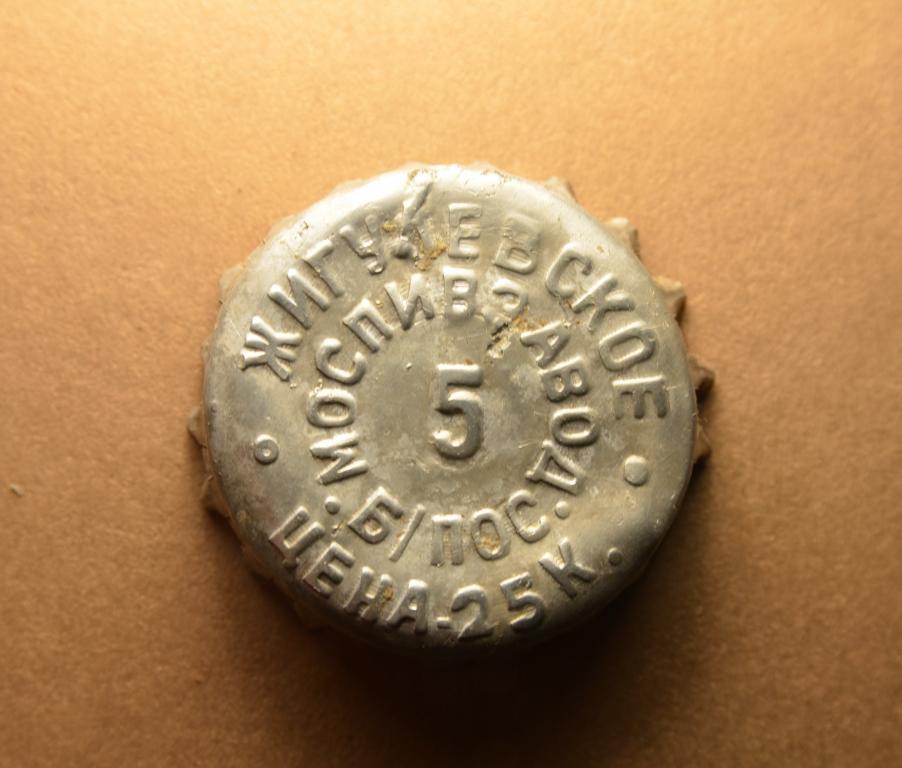 ЖИГУЛЕВСКОЕ
МОСПИВЗАВОД
5
Б/ПОС.
ЦЕНА-25К.